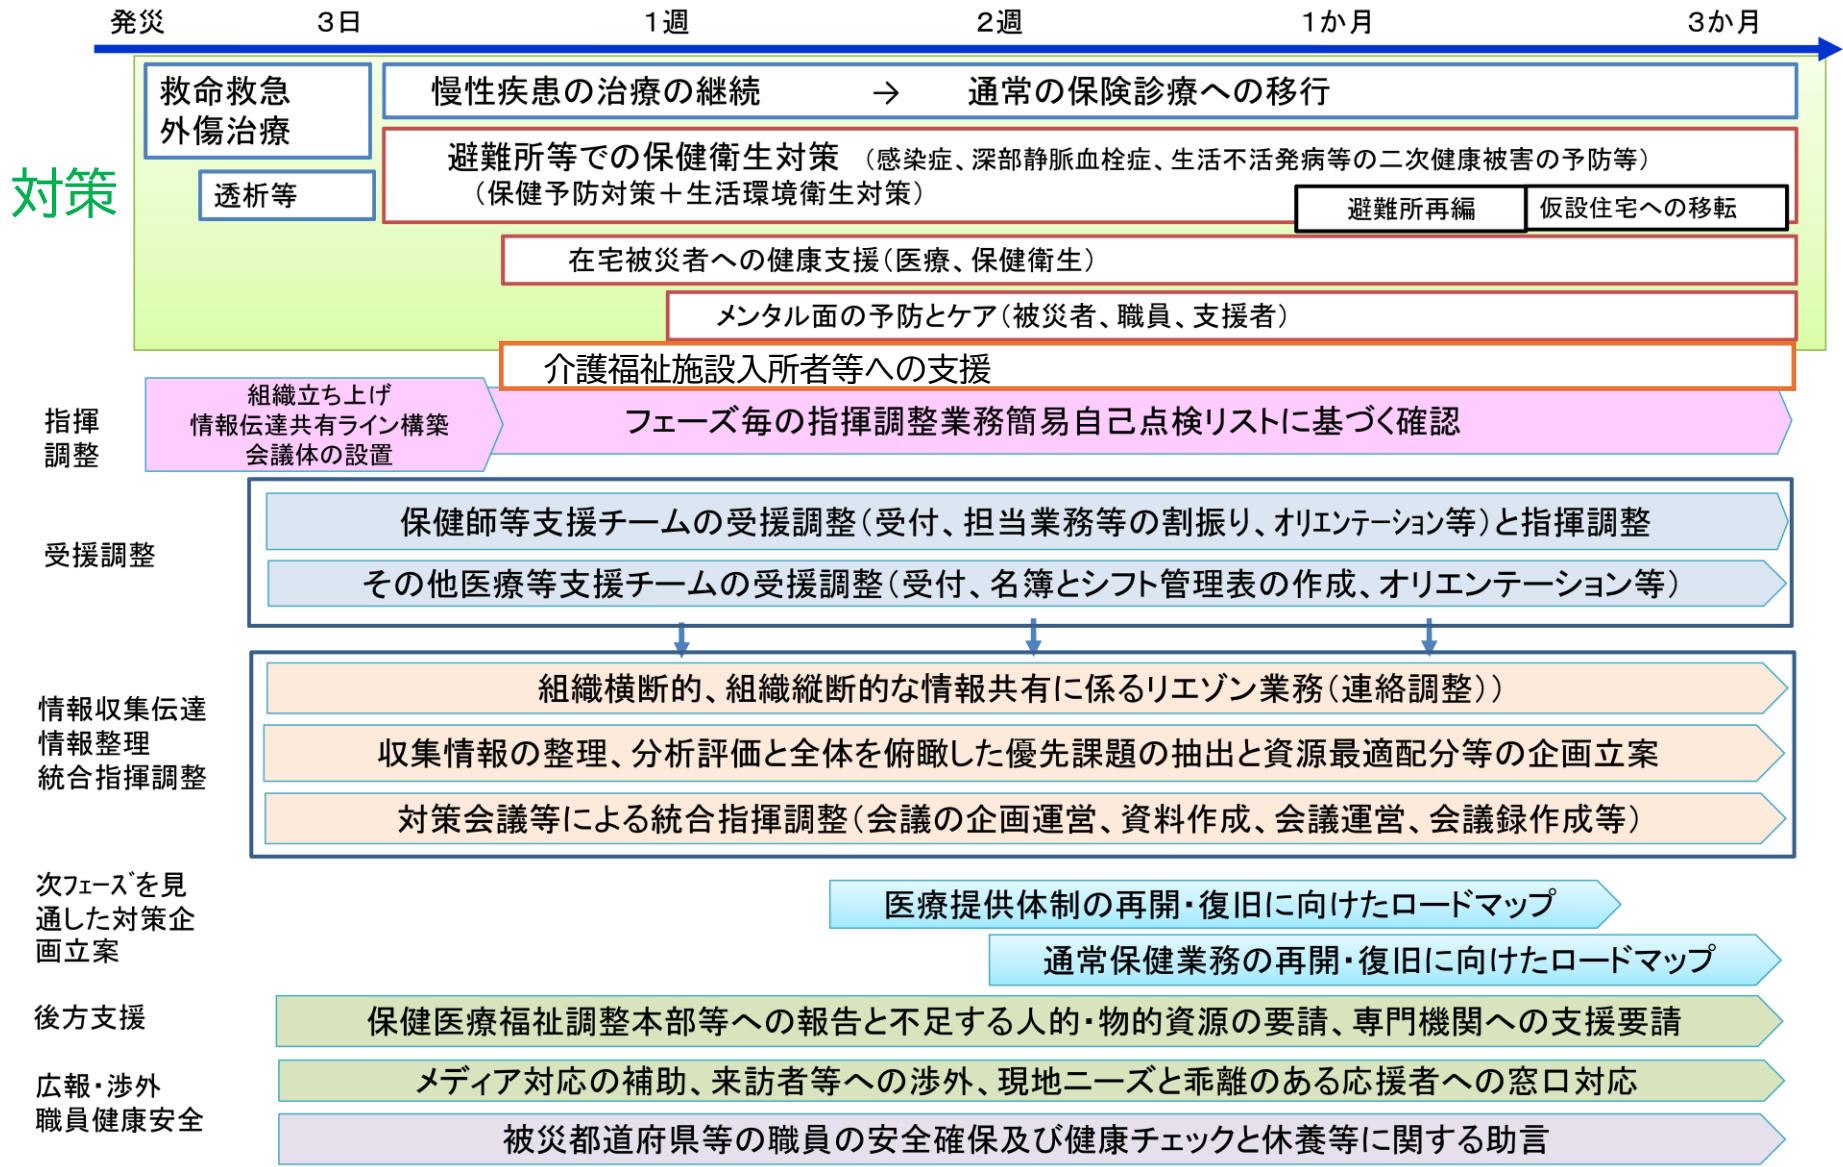 発災 3日 1週 2週 1か月 3か月
対策
救命救急
外傷治療
慢性疾患の治療の継続 → 通常の保険診療への移行
透析等
避難所等での保健衛生対策 (感染症、深部静脈血栓症、生活不活発病等の二次健康被害の予防等)
(保健予防対策＋生活環境衛生対策)
避難所再編 仮設住宅への移転
在宅被災者への健康支援(医療、保健衛生)
メンタル面の予防とケア(被災者、職員、支援者)
介護福祉施設入所者等への支援
指揮
調整
組織立ち上げ
情報伝達共有ライン構築
会議体の設置
フェーズ毎の指揮調整業務簡易自己点検リストに基づく確認
受援調整
保健師等支援チームの受援調整(受付、担当業務等の割振り、ｵﾘｴﾝﾃｰｼｮﾝ等)と指揮調整
その他医療等支援チームの受援調整(受付、名簿とシフト管理表の作成、オリエンテーション等)
情報収集伝達
情報整理
統合指揮調整
組織横断的、組織縦断的な情報共有に係るリエゾン業務(連絡調整))
収集情報の整理、分析評価と全体を俯瞰した優先課題の抽出と資源最適配分等の企画立案
対策会議等による統合指揮調整(会議の企画運営、資料作成、会議運営、会議録作成等)
次ﾌｪｰｽﾞを見
通した対策企
画立案
医療提供体制の再開・復旧に向けたロードマップ
通常保健業務の再開・復旧に向けたロードマップ
後方支援
保健医療福祉調整本部等への報告と不足する人的・物的資源の要請、専門機関への支援要請
広報・渉外
職員健康安全
メディア対応の補助、来訪者等への渉外、現地ニーズと乖離のある応援者への窓口対応
被災都道府県等の職員の安全確保及び健康チェックと休養等に関する助言